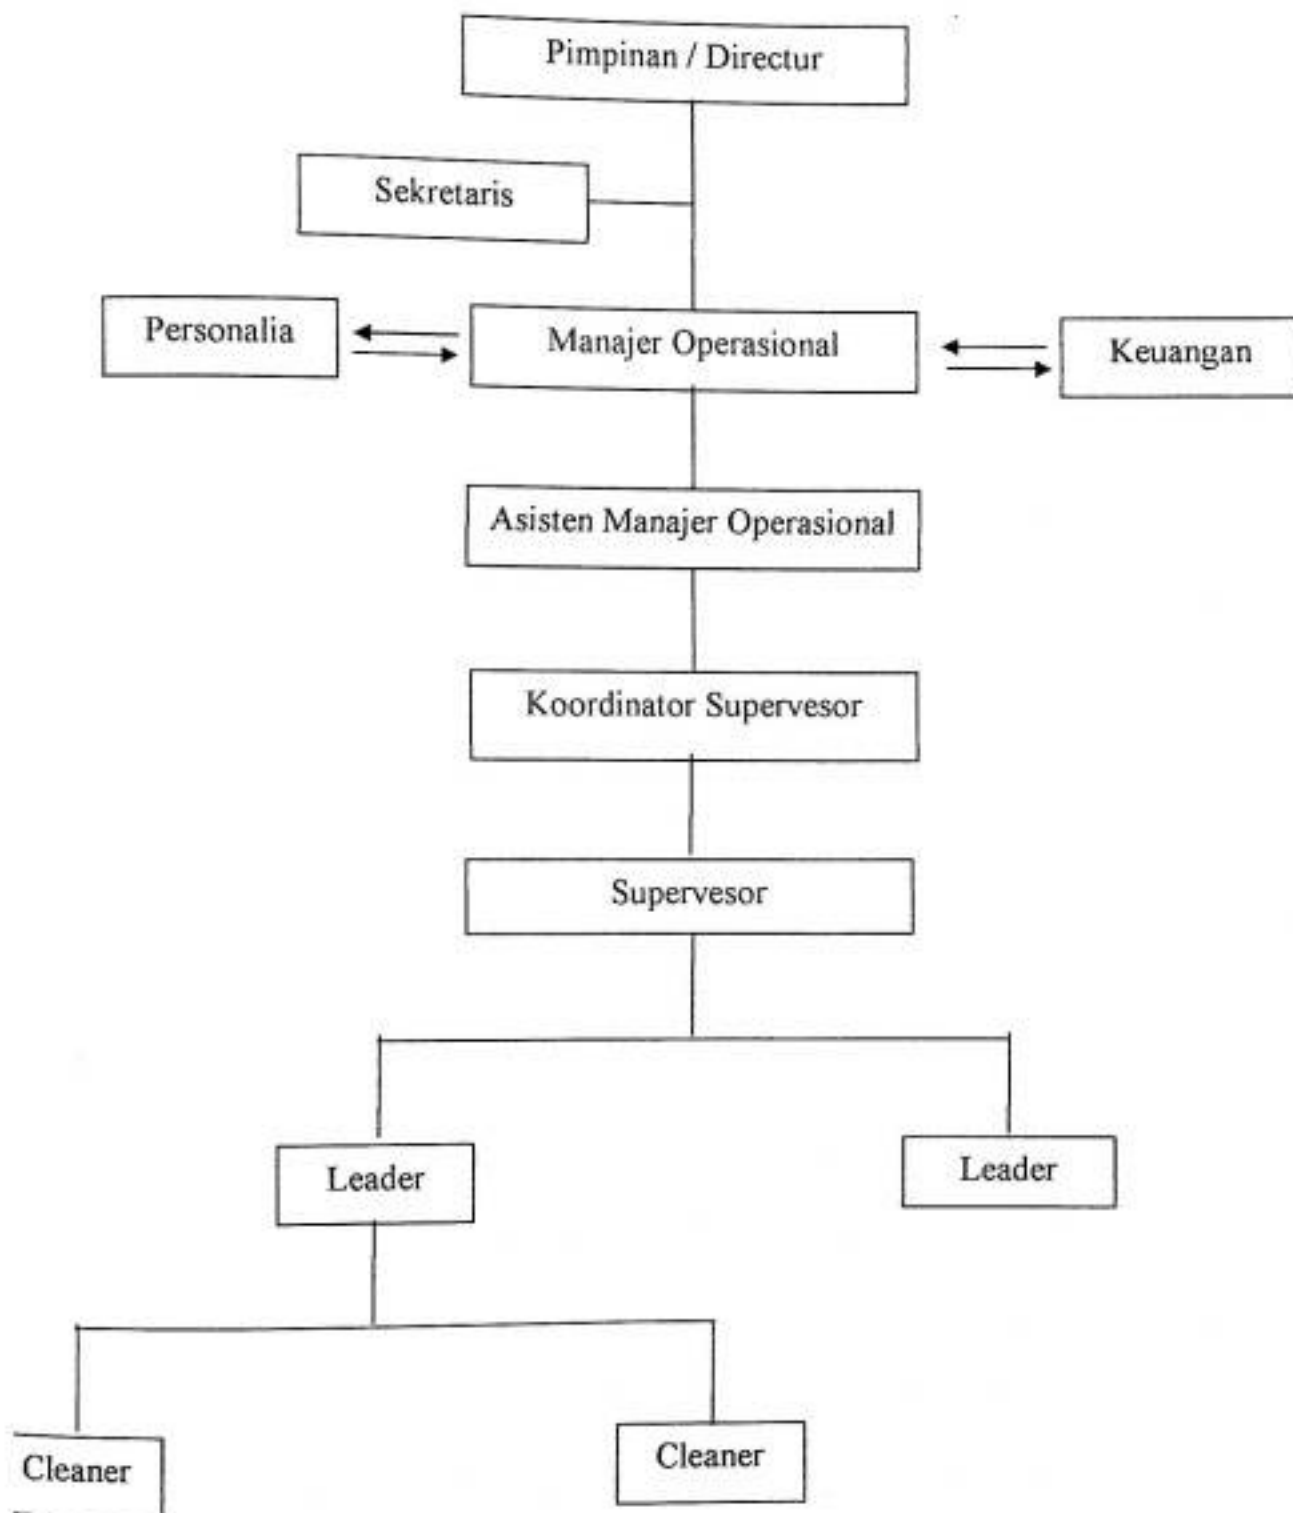 Pimpinan / Directur
Sekretaris
Personalia
Manajer Operasional
Keuangan
Asisten Manajer Operasional
Koordinator Supervesor
Supervesor
Leader
Leader
Cleaner
Cleaner